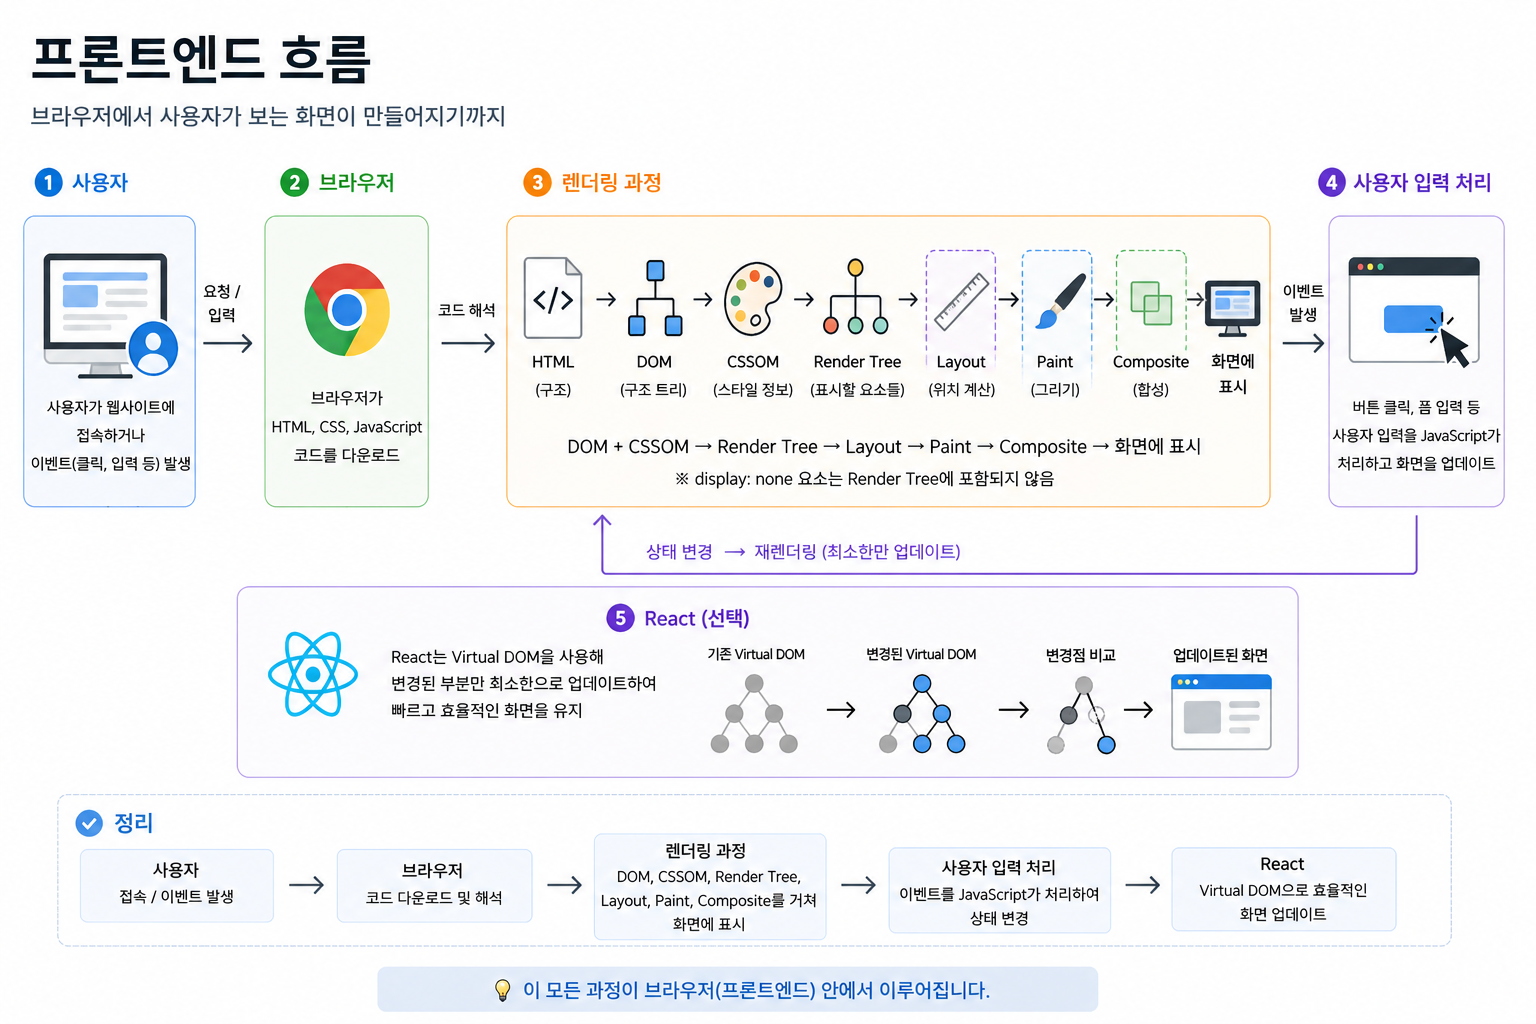 프론트엔드 흐름
브라우저에서 사용자가 보는 화면이 만들어지기까지
1 사용자
사용자가 웹사이트에
접속하거나
이벤트(클릭, 입력 등) 발생
요청 /
입력
2 브라우저
브라우저가
HTML, CSS, JavaScript
코드를 다운로드
코드 해석
3 렌더링 과정
</>
HTML
(구조)
DOM
(구조 트리)
CSSOM
(스타일 정보)
Render Tree
(표시할 요소들)
Layout
(위치 계산)
Paint
(그리기)
Composite
(합성)
화면에
표시
DOM + CSSOM → Render Tree → Layout → Paint → Composite → 화면에 표시
※ display: none 요소는 Render Tree에 포함되지 않음
이벤트
발생
4 사용자 입력 처리
버튼 클릭, 폼 입력 등
사용자 입력을 JavaScript가
처리하고 화면을 업데이트
상태 변경 → 재렌더링 (최소한만 업데이트)
5 React (선택)
React는 Virtual DOM을 사용해
변경된 부분만 최소한으로 업데이트하여
빠르고 효율적인 화면을 유지
기존 Virtual DOM
변경된 Virtual DOM
변경점 비교
업데이트된 화면
정리
사용자
접속 / 이벤트 발생
브라우저
코드 다운로드 및 해석
렌더링 과정
DOM, CSSOM, Render Tree,
Layout, Paint, Composite를 거쳐
화면에 표시
사용자 입력 처리
이벤트를 JavaScript가 처리하여
상태 변경
React
Virtual DOM으로 효율적인
화면 업데이트
이 모든 과정이 브라우저(프론트엔드) 안에서 이루어집니다.